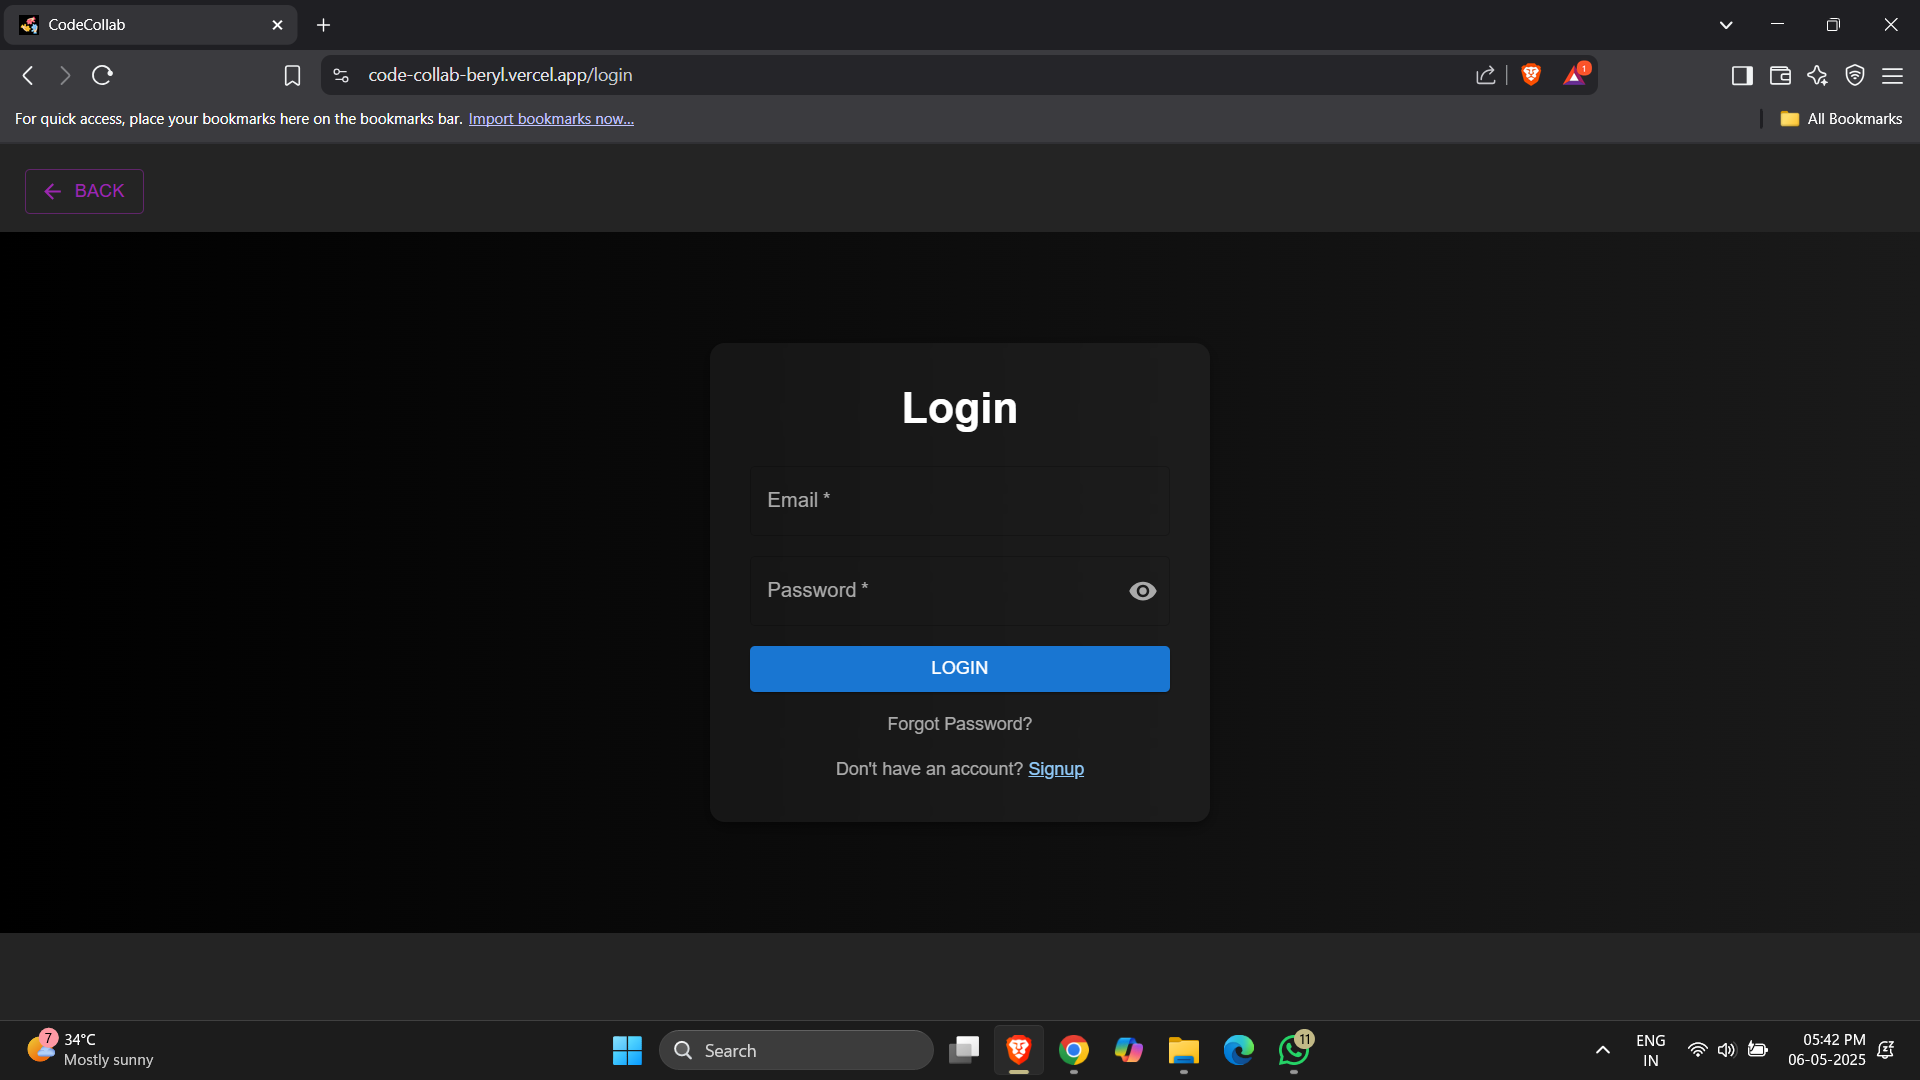 CodeCollab
code-collab-beryl.vercel.app/login
1
For quick access, place your bookmarks here on the bookmarks bar. Import bookmarks now...
All Bookmarks
BACK
Login
Email *
Password *
LOGIN
Forgot Password?
Don't have an account? Signup
7
34°C
Mostly sunny
Search
11
ENG
IN
05:42 PM
06-05-2025